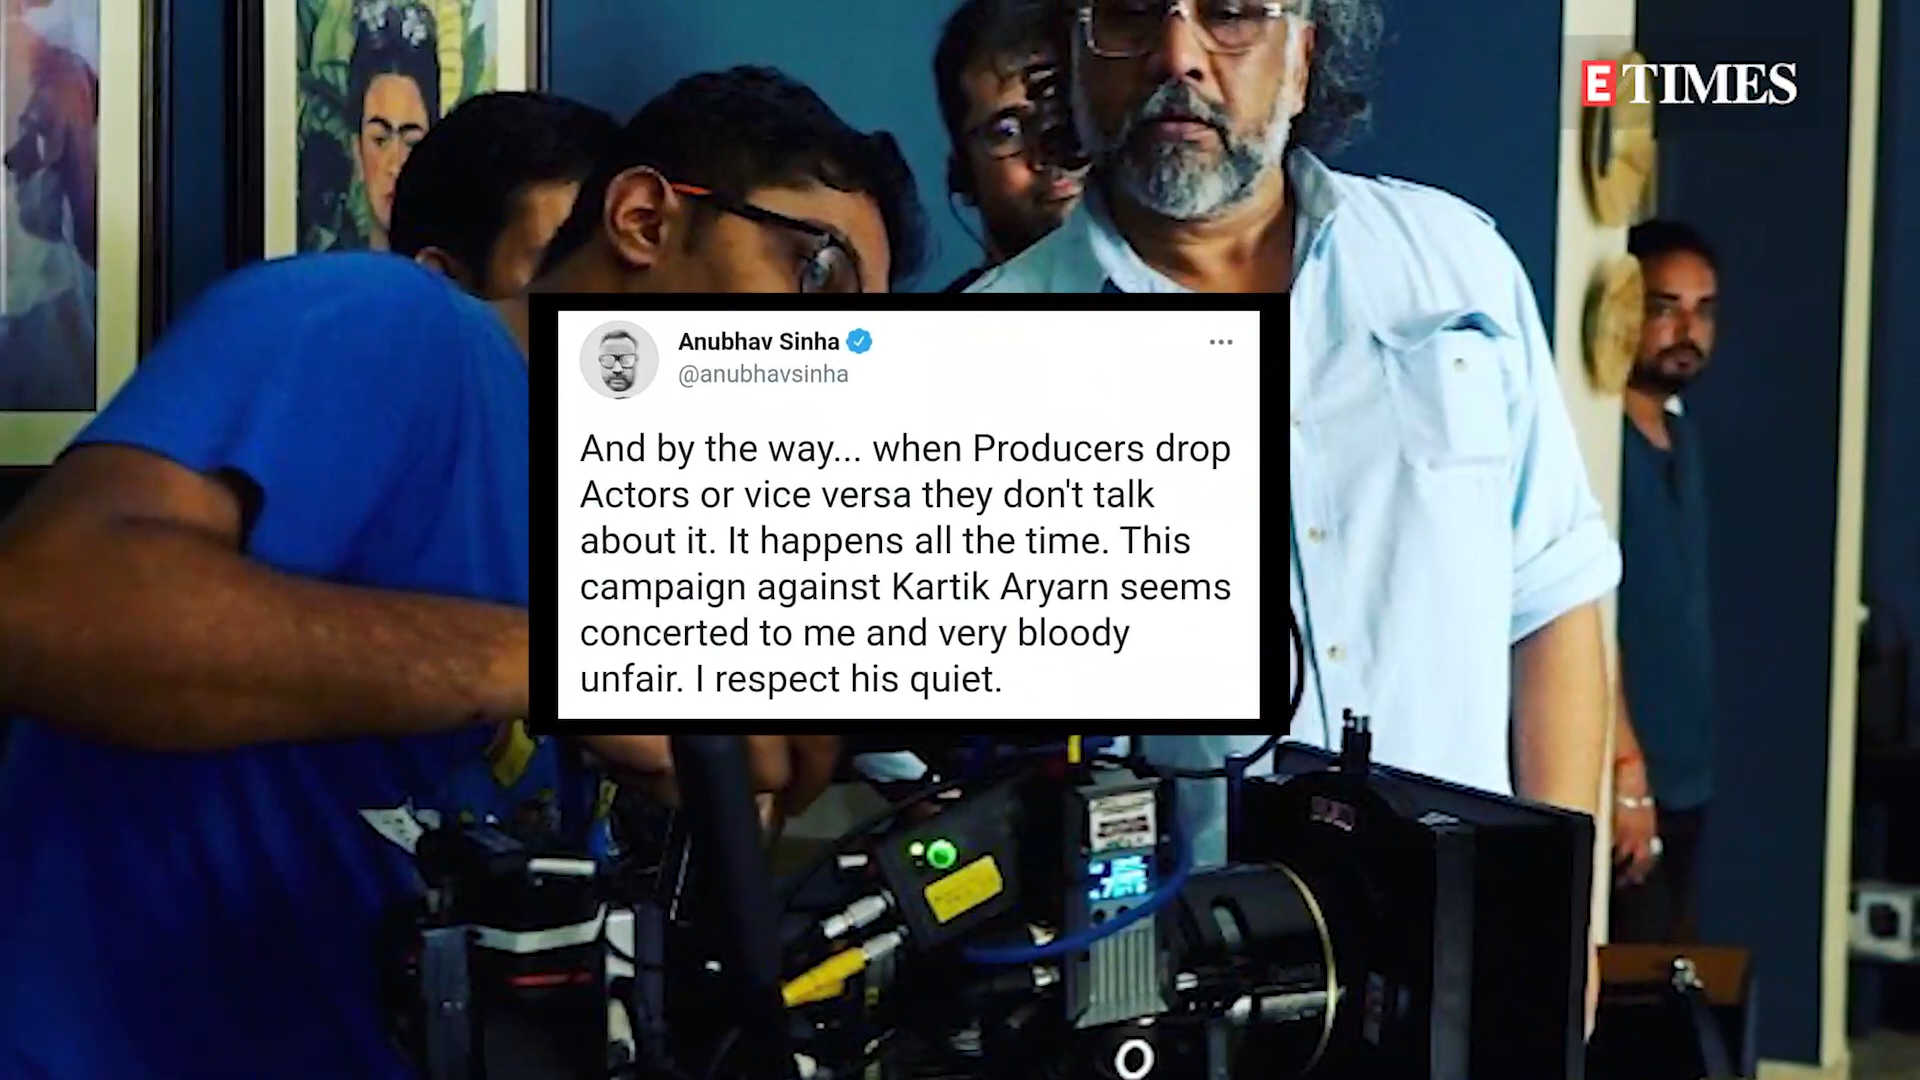 E TIMES
Anubhav Sinha
@anubhavsinha
And by the way... when Producers drop
Actors or vice versa they don't talk
about it. It happens all the time. This
campaign against Kartik Aryarn seems
concerted to me and very bloody
unfair. I respect his quiet.